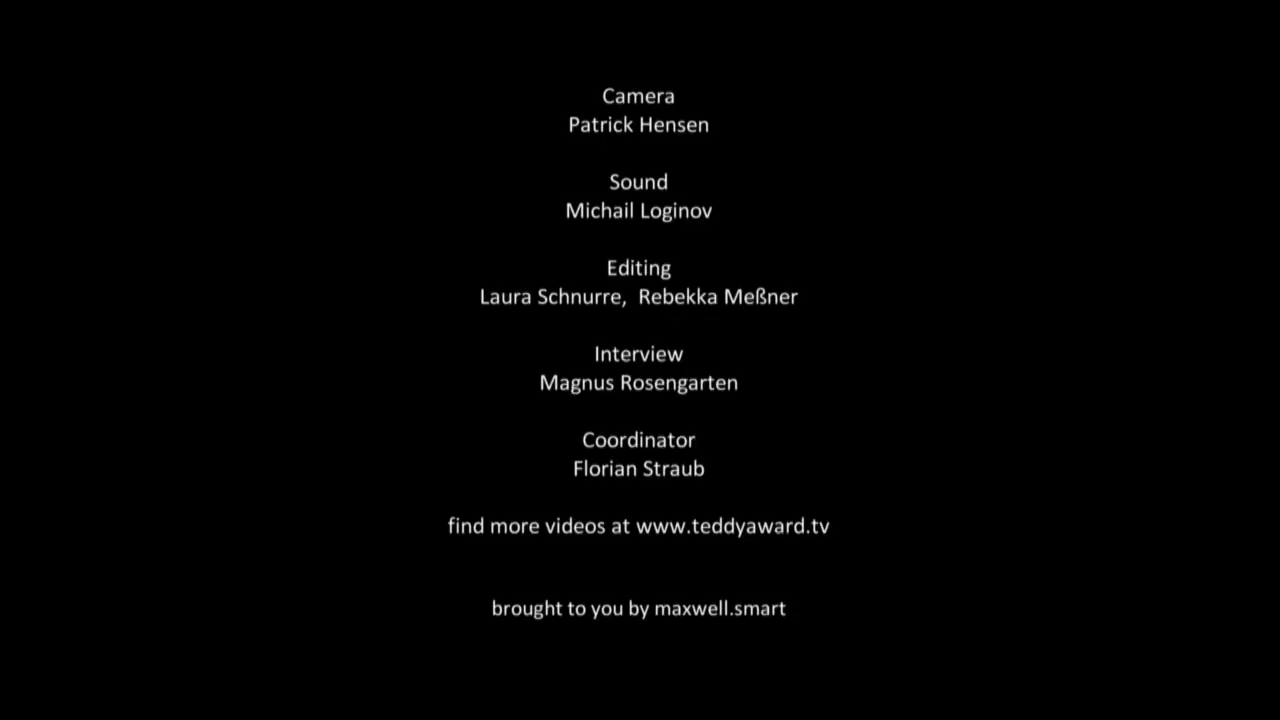 Camera
Patrick Hensen
Sound
Michail Loginov
Editing
Laura Schnurre,  Rebekka Meßner
Interview
Magnus Rosengarten
Coordinator
Florian Straub
find more videos at www.teddyaward.tv
brought to you by maxwell.smart